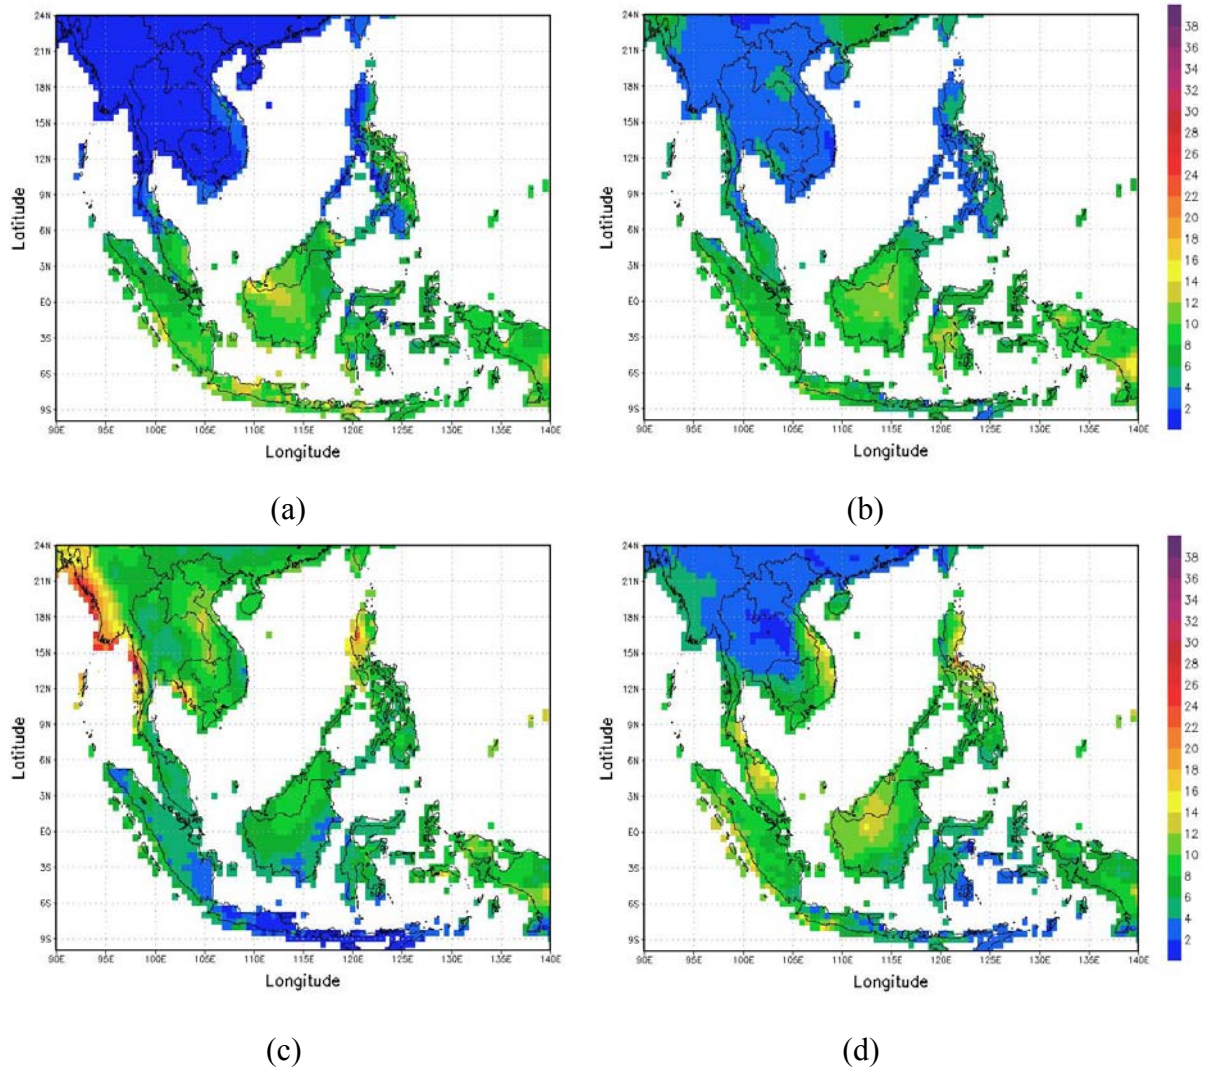 24N
21N
18N
15N
12N
9N
6N
3N
EQ
3S
6S
9S
Latitude
90E 95E 100E 105E 110E 115E 120E 125E 130E 135E 140E
Longitude
(a)
24N
21N
18N
15N
12N
9N
6N
3N
EQ
3S
6S
9S
Latitude
90E 95E 100E 105E 110E 115E 120E 125E 130E 135E 140E
Longitude
(b)
38
36
34
32
30
28
26
24
22
20
18
16
14
12
10
8
6
4
2
24N
21N
18N
15N
12N
9N
6N
3N
EQ
3S
6S
9S
Latitude
90E 95E 100E 105E 110E 115E 120E 125E 130E 135E 140E
Longitude
(c)
24N
21N
18N
15N
12N
9N
6N
3N
EQ
3S
6S
9S
Latitude
90E 95E 100E 105E 110E 115E 120E 125E 130E 135E 140E
Longitude
(d)
38
36
34
32
30
28
26
24
22
20
18
16
14
12
10
8
6
4
2